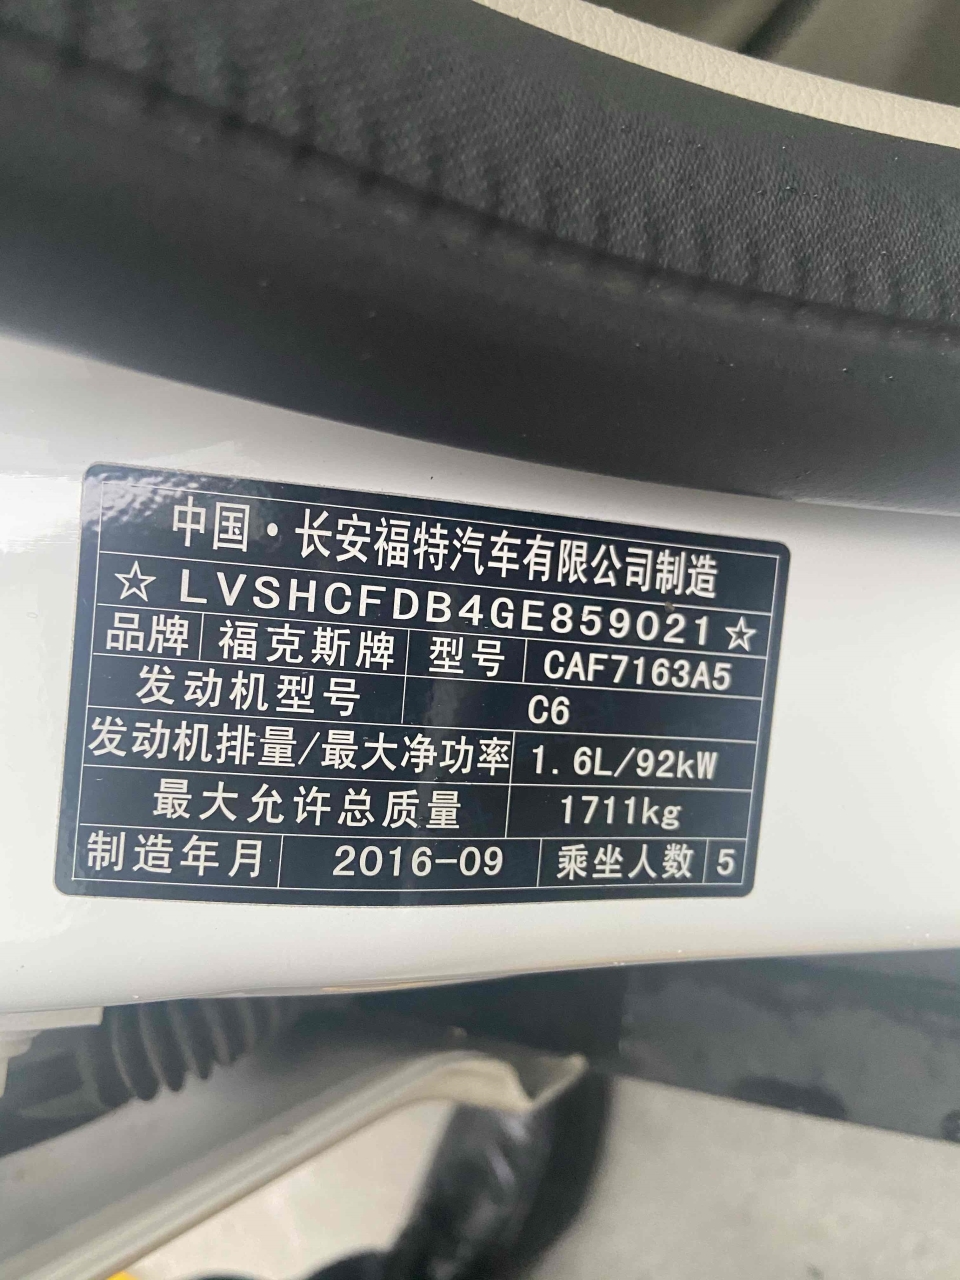 中国·长安福特汽车有限公司制造
☆ LVSHCFDB4GE859021 ☆
品牌 福克斯牌 型号 CAF7163A5
发动机型号 C6
发动机排量/最大净功率 1.6L/92kW
最大允许总质量 1711kg
制造年月 2016-09 乘坐人数 5